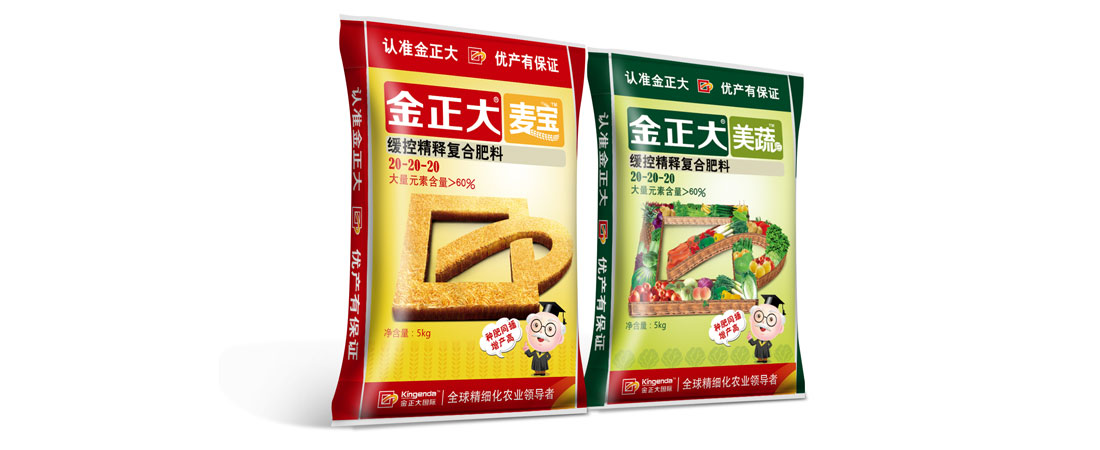 认准金正大 优产有保证
金正大® 麦宝™
缓控精释复合肥料
20-20-20
大量元素含量>60%
种肥同播
增产高
净含量：5kg
Kingenda™
金正大国际
全球精细化农业领导者
认准金正大 优产有保证
认准金正大 优产有保证
金正大® 美蔬™
缓控精释复合肥料
20-20-20
大量元素含量>60%
种肥同播
增产高
净含量：5kg
Kingenda™
金正大国际
全球精细化农业领导者
认准金正大 优产有保证